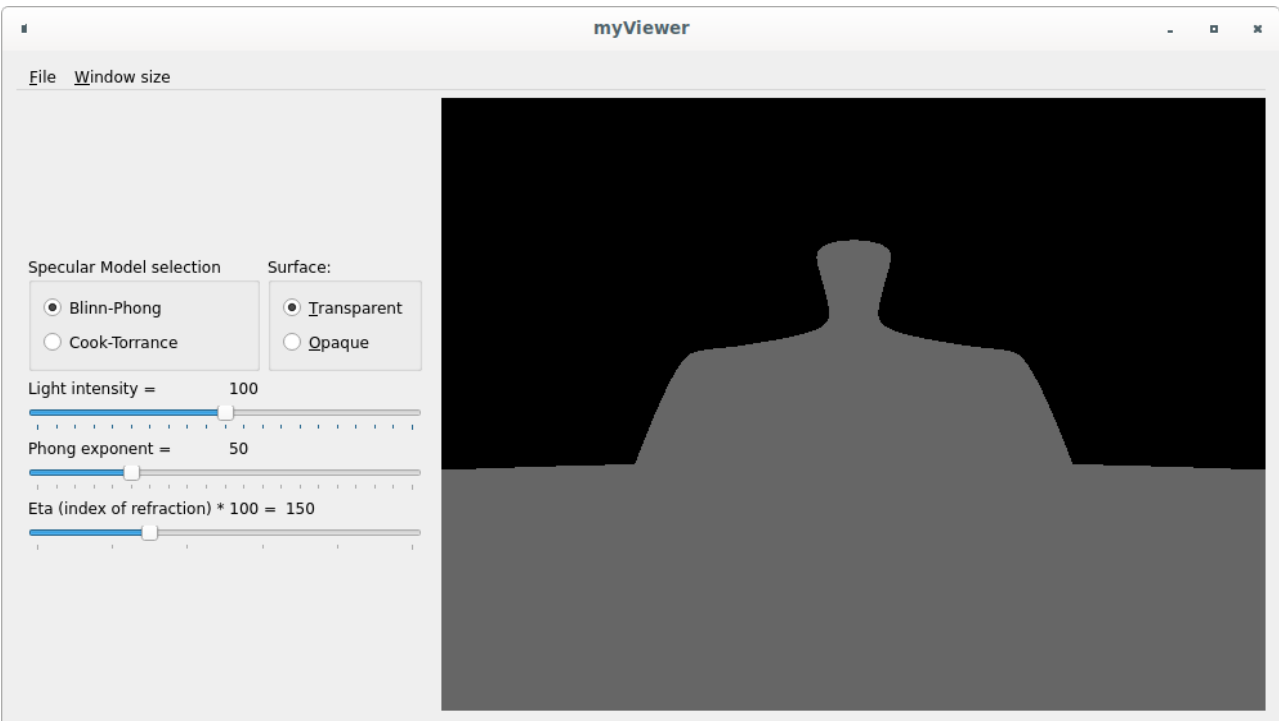 myViewer
File Window size
Specular Model selection Surface:
Blinn-Phong Transparent
Cook-Torrance Opaque
Light intensity = 100
Phong exponent = 50
Eta (index of refraction) * 100 = 150